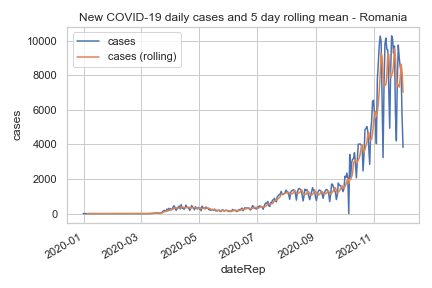 New COVID-19 daily cases and 5 day rolling mean - Romania
cases
cases (rolling)
10000
8000
6000
4000
2000
0
cases
2020-01
2020-03
2020-05
2020-07
2020-09
2020-11
dateRep